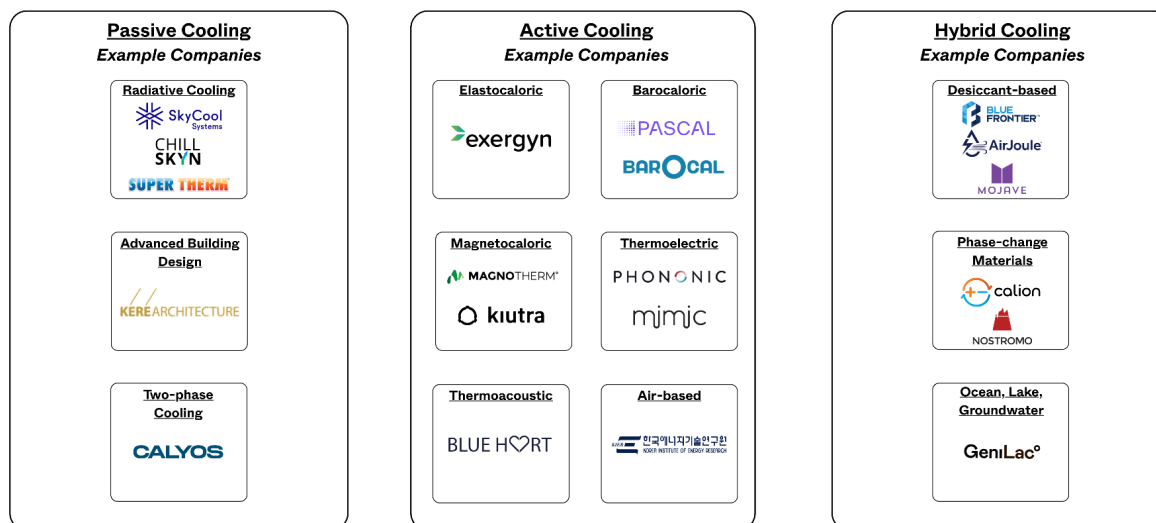 Passive Cooling
Example Companies
Radiative Cooling
SkyCool
Systems
CHILL
SKYN
SUPER THERM®
Advanced Building
Design
KÉRÉ ARCHITECTURE
Two-phase
Cooling
CALYOS
Active Cooling
Example Companies
Elastocaloric
exergyn
Barocaloric
PASCAL
BAROCAL
Magnetocaloric
MAGNOTHERM®
kiutra
Thermoelectric
PHONONIC
mimic
Thermoacoustic
BLUE HEART
Air-based
한국에너지기술연구원
KOREA INSTITUTE OF ENERGY RESEARCH
Hybrid Cooling
Example Companies
Desiccant-based
BLUE
FRONTIER™
AirJoule
MOJAVE
Phase-change
Materials
calion
NOSTROMO
Ocean, Lake,
Groundwater
GeniLac°